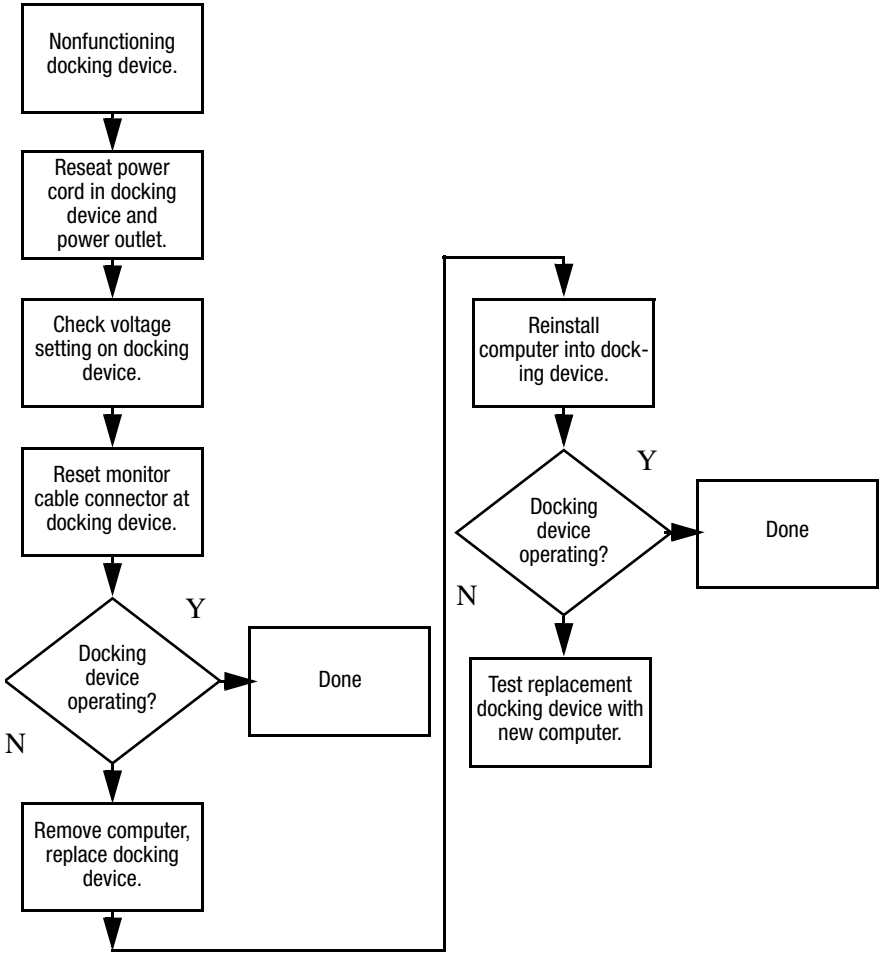 Nonfunctioning
docking device.
Reseat power
cord in docking
device and
power outlet.
Check voltage
setting on docking
device.
Reset monitor
cable connector at
docking device.
Y
Docking
device
operating?
Done
N
Remove computer,
replace docking
device.
Reinstall
computer into dock-
ing device.
Y
Docking
device
operating?
Done
N
Test replacement
docking device with
new computer.